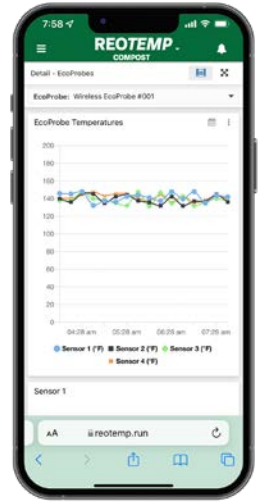 7:58
REOTEMP
COMPOST
Detail - EcoProbes
EcoProbe: Wireless EcoProbe #001
EcoProbe Temperatures
200
180
160
140
120
100
80
60
40
20
0
04:28 am 05:28 am 06:28 am 07:28 am
Sensor 1 (°F) Sensor 2 (°F) Sensor 3 (°F)
Sensor 4 (°F)
Sensor 1
AA reotemp.run